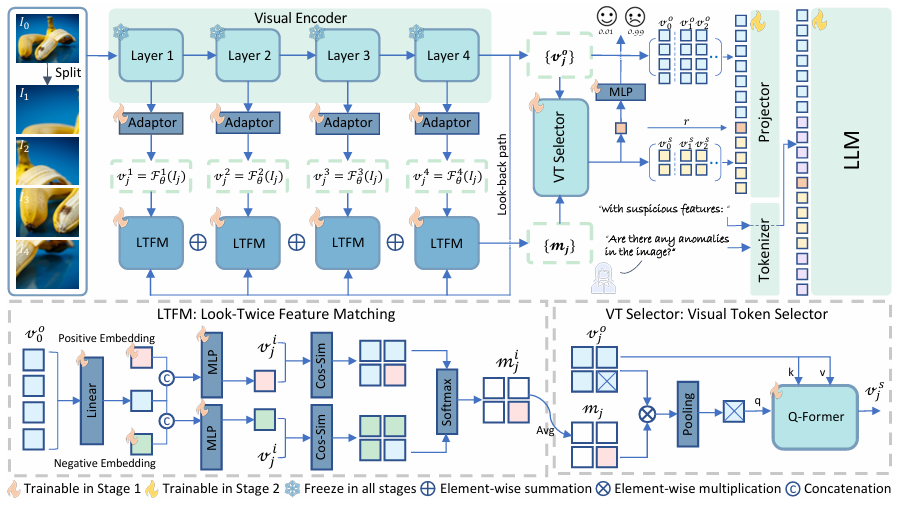 Visual Encoder
I₀
Split
I₁
I₂
I₃
Layer 1
Layer 2
Layer 3
Layer 4
Adaptor
Adaptor
Adaptor
Adaptor
v_j^1 = F_θ^1(I_j)
v_j^2 = F_θ^2(I_j)
v_j^3 = F_θ^3(I_j)
v_j^4 = F_θ^4(I_j)
LTFM
LTFM
LTFM
LTFM
Look-back path
{v_j^o}
VT Selector
{m_j}
0.01
0.99
MLP
v_0^o v_1^o v_2^o
...
r
v_0^s v_1^s v_2^s
...
Projector
LLM
"with suspicious features: "
"Are there any anomalies
in the image?"
Tokenizer
LTFM: Look-Twice Feature Matching
v_0^o
Positive Embedding
Linear
C
C
Negative Embedding
MLP
MLP
v_j^i
v_j^i
Cos-Sim
Cos-Sim
Softmax
m_j^i
Avg
VT Selector: Visual Token Selector
v_j^o
m_j
Pooling
k
v
q
Q-Former
v_j^s
Trainable in Stage 1 Trainable in Stage 2 Freeze in all stages Element-wise summation Element-wise multiplication C Concatenation